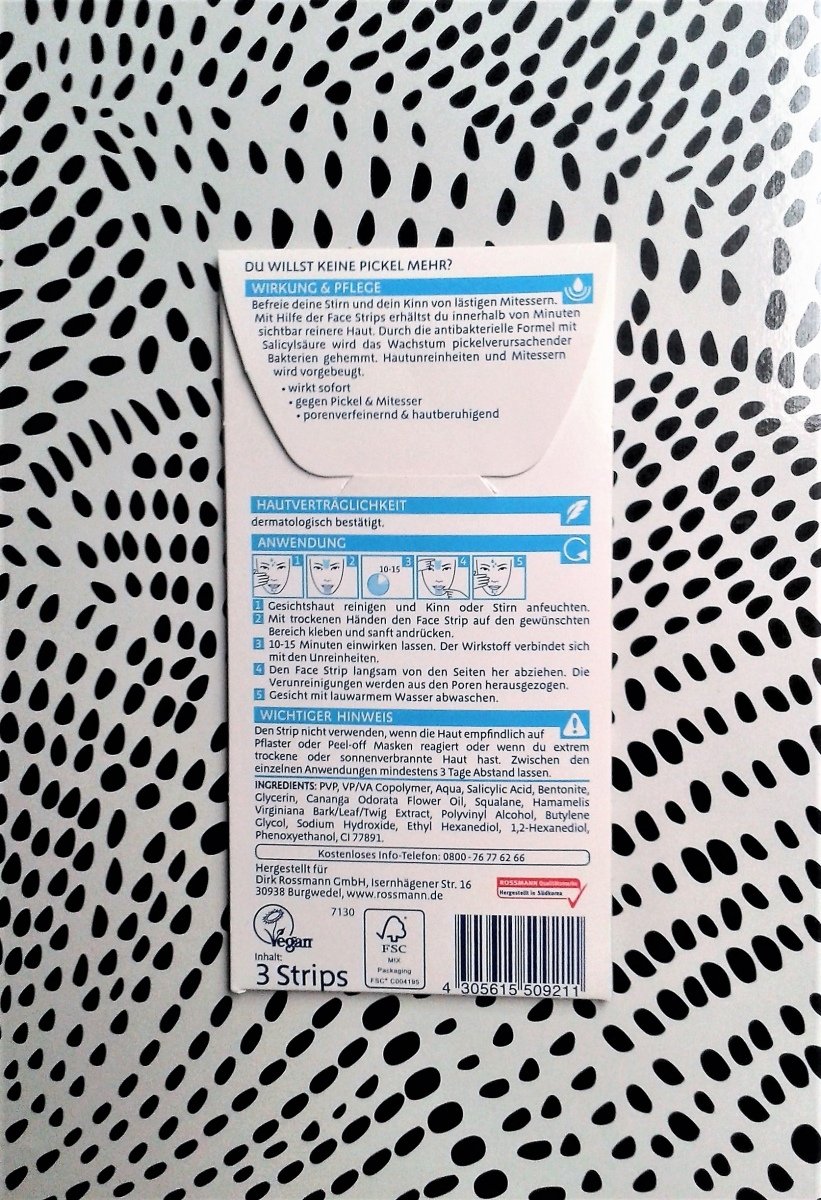 DU WILLST KEINE PICKEL MEHR?
WIRKUNG & PFLEGE
Befreie deine Stirn und dein Kinn von lästigen Mitessern.
Mit Hilfe der Face Strips erhältst du innerhalb von Minuten
sichtbar reinere Haut. Durch die antibakterielle Formel mit
Salicylsäure wird das Wachstum pickelverursachender
Bakterien gehemmt. Hautunreinheiten und Mitessern
wird vorgebeugt.
• wirkt sofort
• gegen Pickel & Mitesser
• porenverfeinernd & hautberuhigend
HAUTVERTRÄGLICHKEIT
dermatologisch bestätigt.
ANWENDUNG
1 2 10-15 3 4 5
1 Gesichtshaut reinigen und Kinn oder Stirn anfeuchten.
2 Mit trockenen Händen den Face Strip auf den gewünschten
Bereich kleben und sanft andrücken.
3 10-15 Minuten einwirken lassen. Der Wirkstoff verbindet sich
mit den Unreinheiten.
4 Den Face Strip langsam von den Seiten her abziehen. Die
Verunreinigungen werden aus den Poren herausgezogen.
5 Gesicht mit lauwarmem Wasser abwaschen.
WICHTIGER HINWEIS
Den Strip nicht verwenden, wenn die Haut empfindlich auf
Pflaster oder Peel-off Masken reagiert oder wenn du extrem
trockene oder sonnenverbrannte Haut hast. Zwischen den
einzelnen Anwendungen mindestens 3 Tage Abstand lassen.
INGREDIENTS: PVP, VP/VA Copolymer, Aqua, Salicylic Acid, Bentonite,
Glycerin, Cananga Odorata Flower Oil, Squalane, Hamamelis
Virginiana Bark/Leaf/Twig Extract, Polyvinyl Alcohol, Butylene
Glycol, Sodium Hydroxide, Ethyl Hexanediol, 1,2-Hexanediol,
Phenoxyethanol, CI 77891.
Kostenloses Info-Telefon: 0800 - 76 77 62 66
Hergestellt für
Dirk Rossmann GmbH, Isernhägener Str. 16
30938 Burgwedel, www.rossmann.de
ROSSMANN Qualitätsmarke
Hergestellt in Südkorea
7130
Vegan
FSC
MIX
Packaging
FSC® C004195
Inhalt:
3 Strips
4 305615 509211